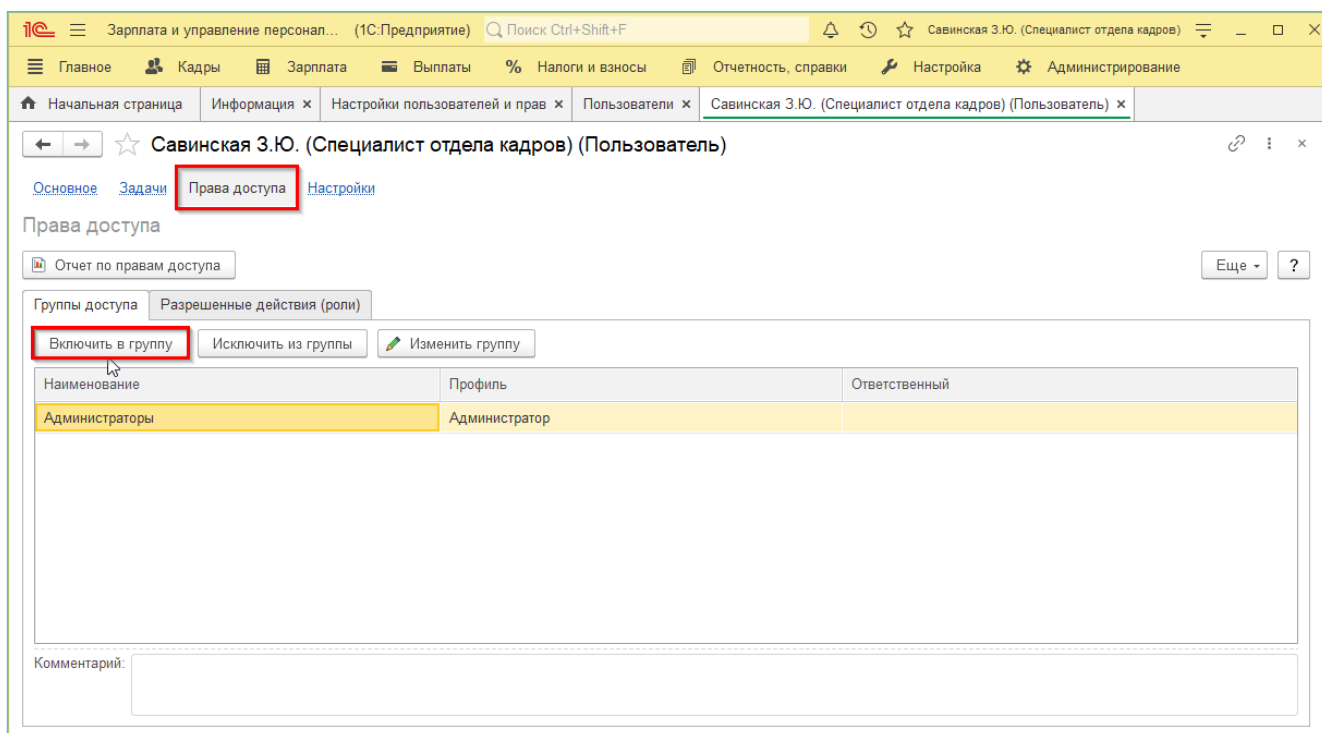 1С Зарплата и управление персонал... (1С:Предприятие) Поиск Ctrl+Shift+F Савинская З.Ю. (Специалист отдела кадров)
Главное Кадры Зарплата Выплаты % Налоги и взносы Отчетность, справки Настройка Администрирование
Начальная страница Информация × Настройки пользователей и прав × Пользователи × Савинская З.Ю. (Специалист отдела кадров) (Пользователь) ×
Савинская З.Ю. (Специалист отдела кадров) (Пользователь)
Основное Задачи Права доступа Настройки
Права доступа
Отчет по правам доступа Еще ?
Группы доступа Разрешенные действия (роли)
Включить в группу Исключить из группы Изменить группу
Наименование Профиль Ответственный
Администраторы Администратор
Комментарий: